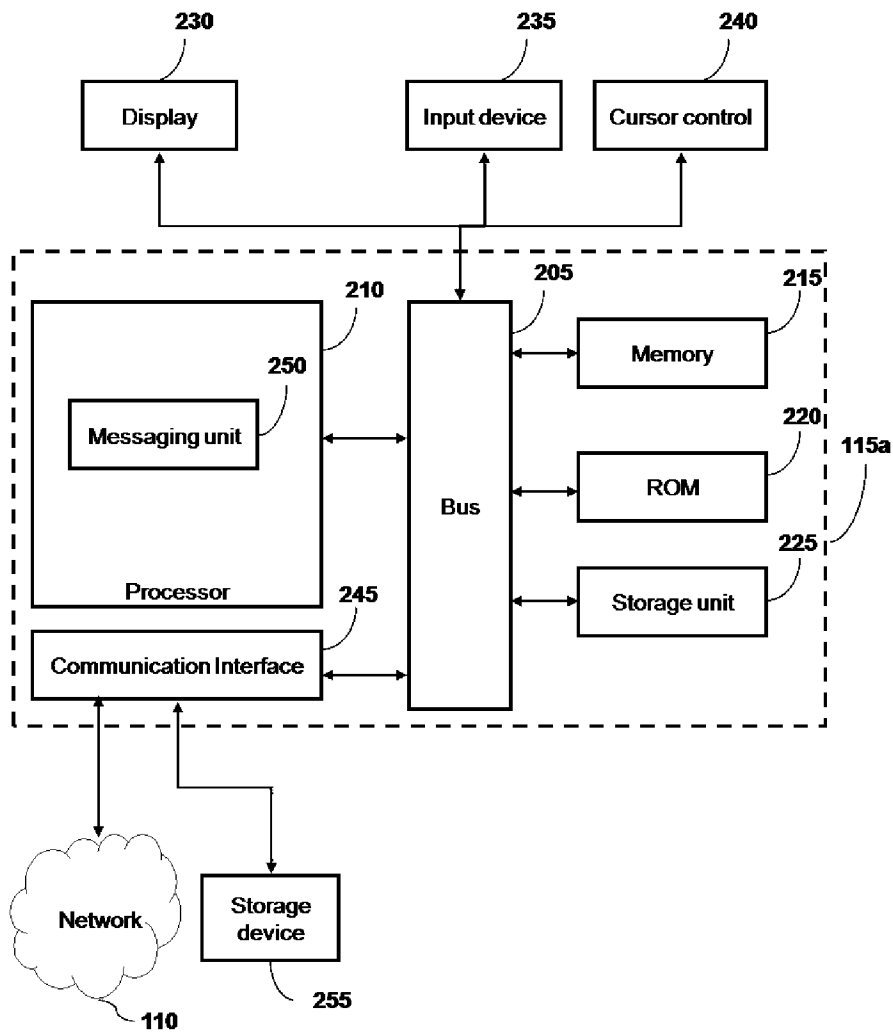 230
235
240
Display
Input device
Cursor control
210
205
215
Memory
250
Messaging unit
220
115a
ROM
Bus
225
Processor
245
Storage unit
Communication Interface
Network
Storage
device
255
110